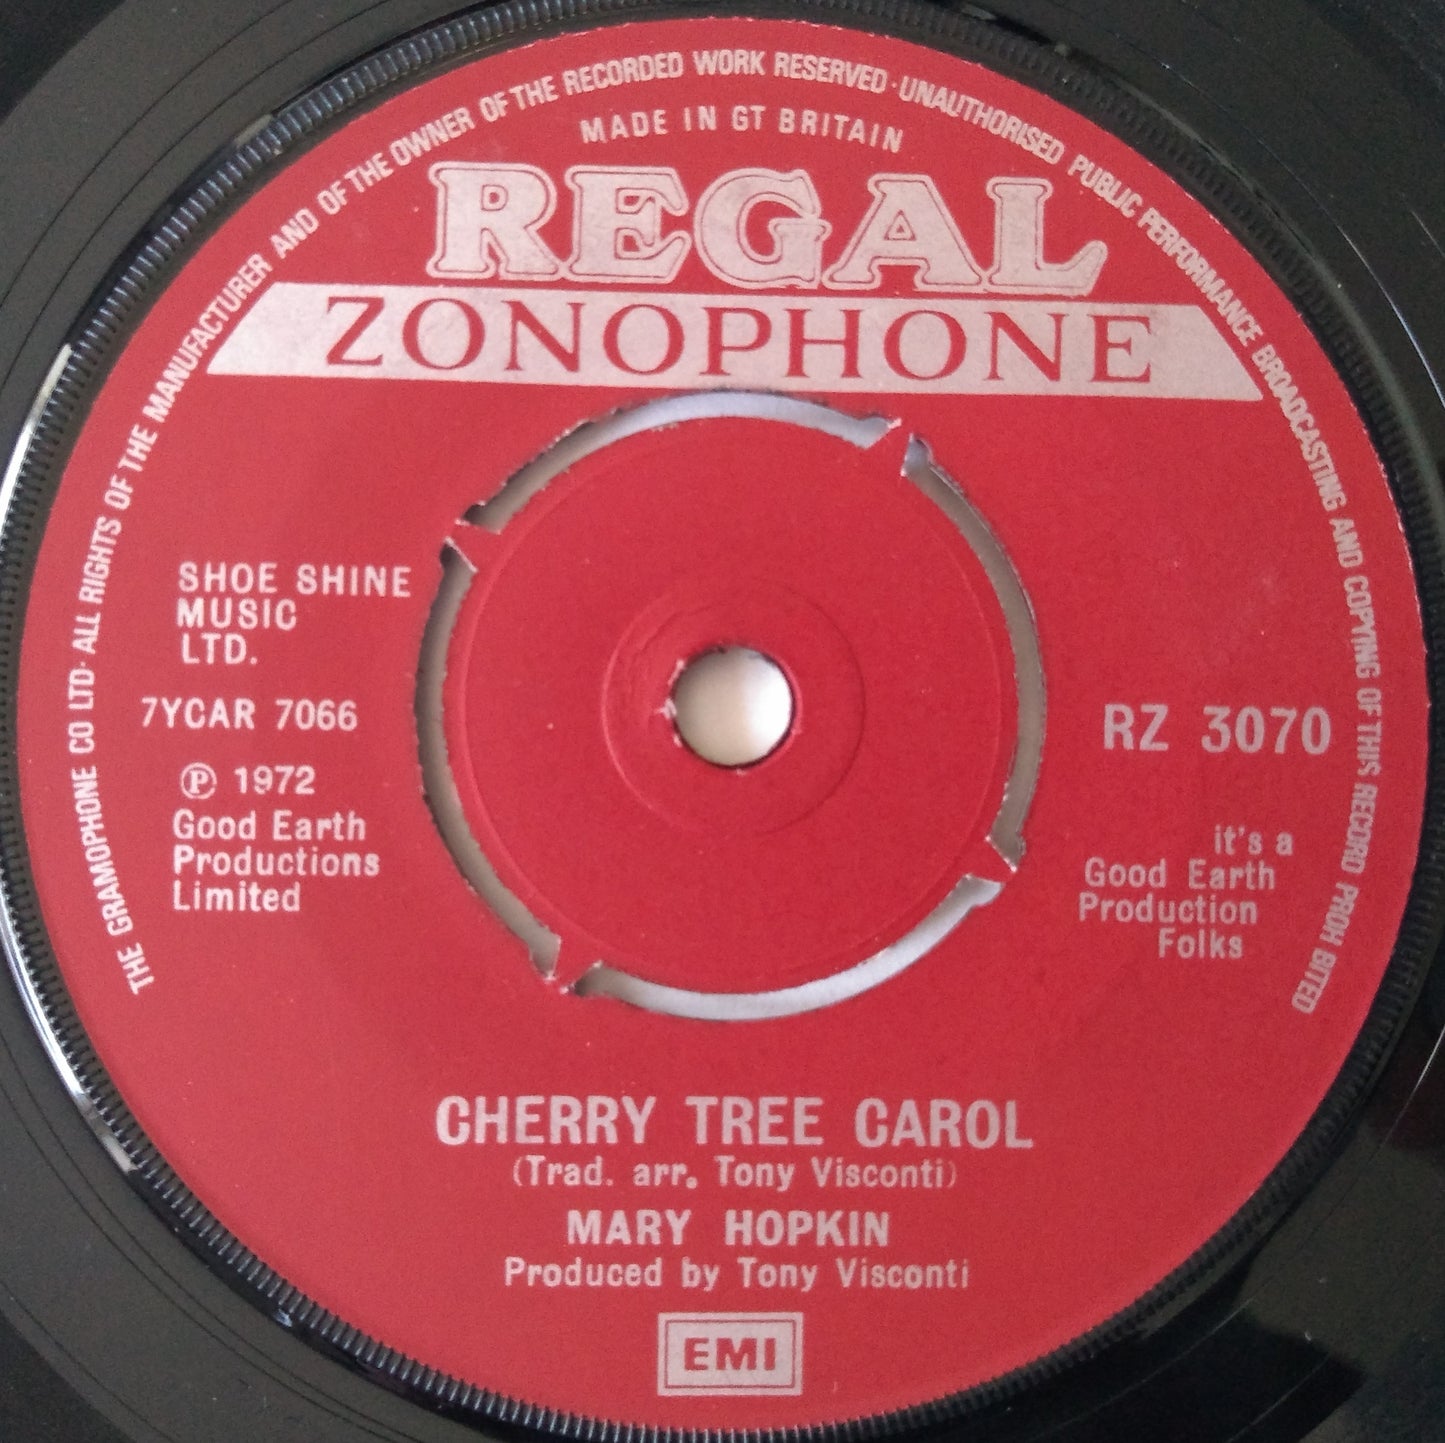 THE GRAMOPHONE CO LTD· ALL RIGHTS OF THE MANUFACTURER AND OF THE OWNER OF THE RECORDED WORK RESERVED · UNAUTHORISED PUBLIC PERFORMANCE BROADCASTING AND COPYING OF THIS RECORD PROH BITED
MADE IN GT BRITAIN
REGAL
ZONOPHONE
SHOE SHINE
MUSIC
LTD.
7YCAR 7066
℗ 1972
Good Earth
Productions
Limited
RZ 3070
it's a
Good Earth
Production
Folks
CHERRY TREE CAROL
(Trad. arr. Tony Visconti)
MARY HOPKIN
Produced by Tony Visconti
EMI